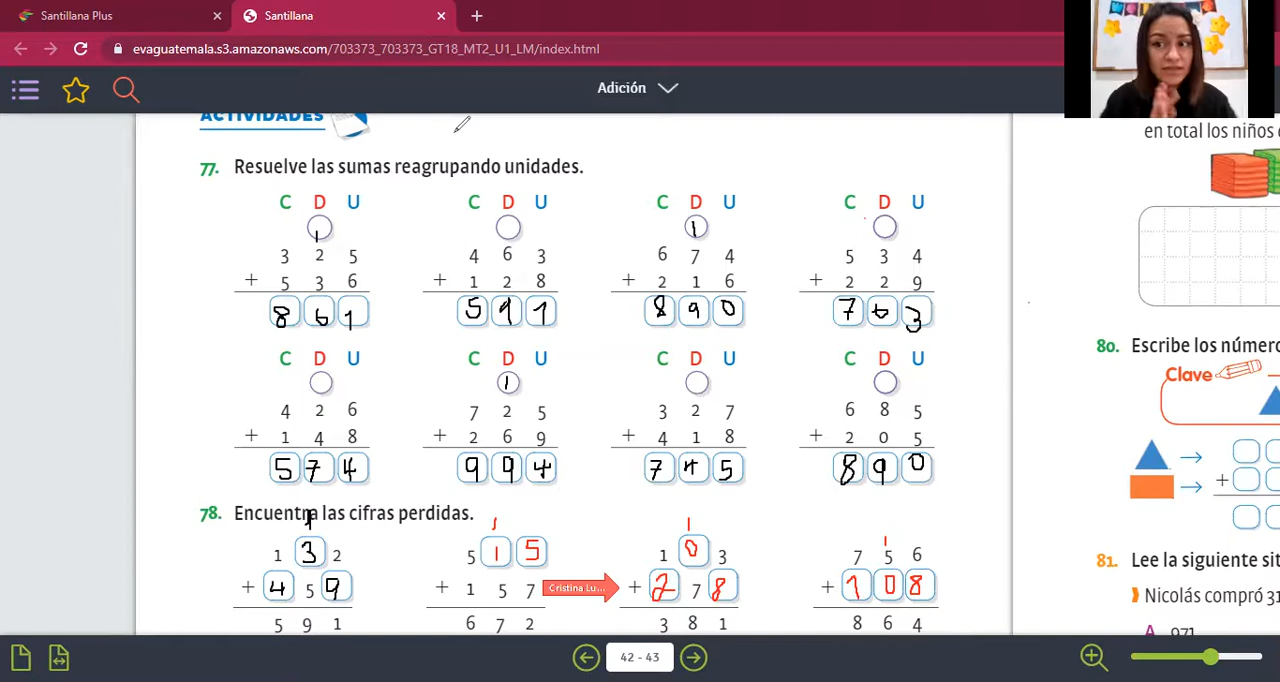 Santillana Plus
Santillana
evaguatemala.s3.amazonaws.com/703373_703373_GT18_MT2_U1_LM/index.html
Adición
ACTIVIDADES
77. Resuelve las sumas reagrupando unidades.
C D U C D U C D U C D U
1 1
3 2 5 4 6 3 6 7 4 5 3 4
+ 5 3 6 + 1 2 8 + 2 1 6 + 2 2 9
8 6 1 5 9 1 8 9 0 7 6 3
C D U C D U C D U C D U
1
4 2 6 7 2 5 3 2 7 6 8 5
+ 1 4 8 + 2 6 9 + 4 1 8 + 2 0 5
5 7 4 9 9 4 7 4 5 8 9 0
78. Encuentra las cifras perdidas.
1 1 1 1
1 3 2 5 1 5 1 0 3 7 5 6
+ 4 5 9 + 1 5 7 + 2 7 8 + 1 0 8
Cristina Lu...
5 9 1 6 7 2 3 8 1 8 6 4
en total los niños
80. Escribe los número
Clave
+
81. Lee la siguiente sit
Nicolás compró 31
A 971
42 - 43